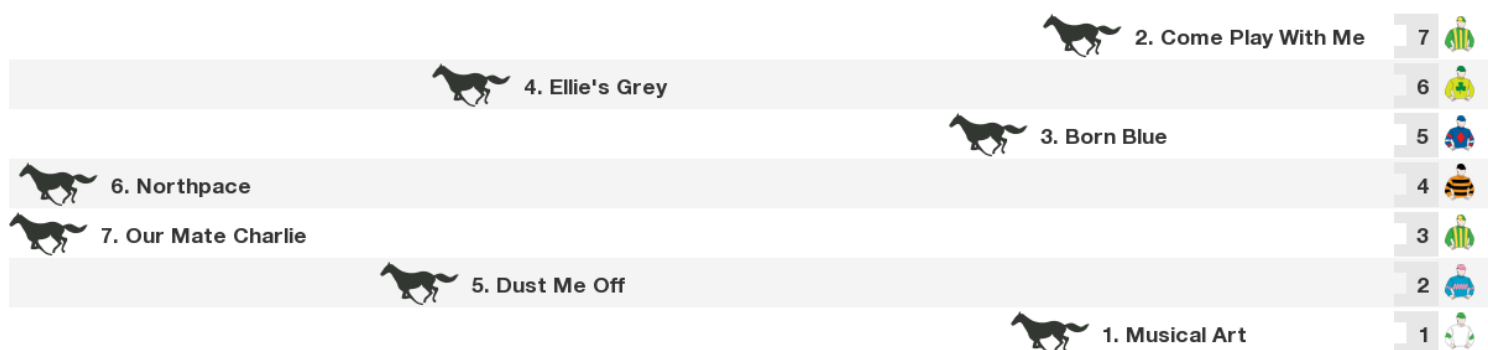 2. Come Play With Me 7
4. Ellie's Grey 6
3. Born Blue 5
6. Northpace 4
7. Our Mate Charlie 3
5. Dust Me Off 2
1. Musical Art 1